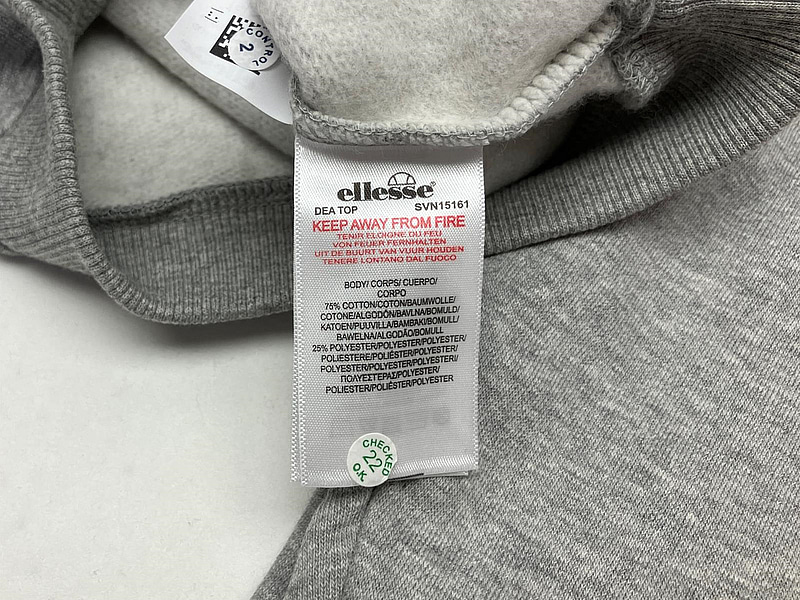 CONTROL
2
ellesse
DEA TOP SVN15161
KEEP AWAY FROM FIRE
TENIR ELOIGNE DU FEU
VON FEUER FERNHALTEN
UIT DE BUURT VAN VUUR HOUDEN
TENERE LONTANO DAL FUOCO
BODY/ CORPS/ CUERPO/
CORPO
75% COTTON/COTON/BAUMWOLLE/
COTONE/ALGODÓN/BAVLNA/BOMULD/
KATOEN/PUUVILLA/ΒΑΜΒΑΚΙ/BOMULL/
BAWELNA/ALGODÃO/BOMULL
25% POLYESTER/POLYESTER/POLYESTER/
POLIESTERE/POLIÉSTER/POLYESTER/
POLYESTER/POLYESTER/POLYESTERI/
ΠΟΛΥΕΣΤΕΡΑΣ/POLYESTER/
POLIESTER/POLIÉSTER/POLYESTER
CHECKED
22
O.K